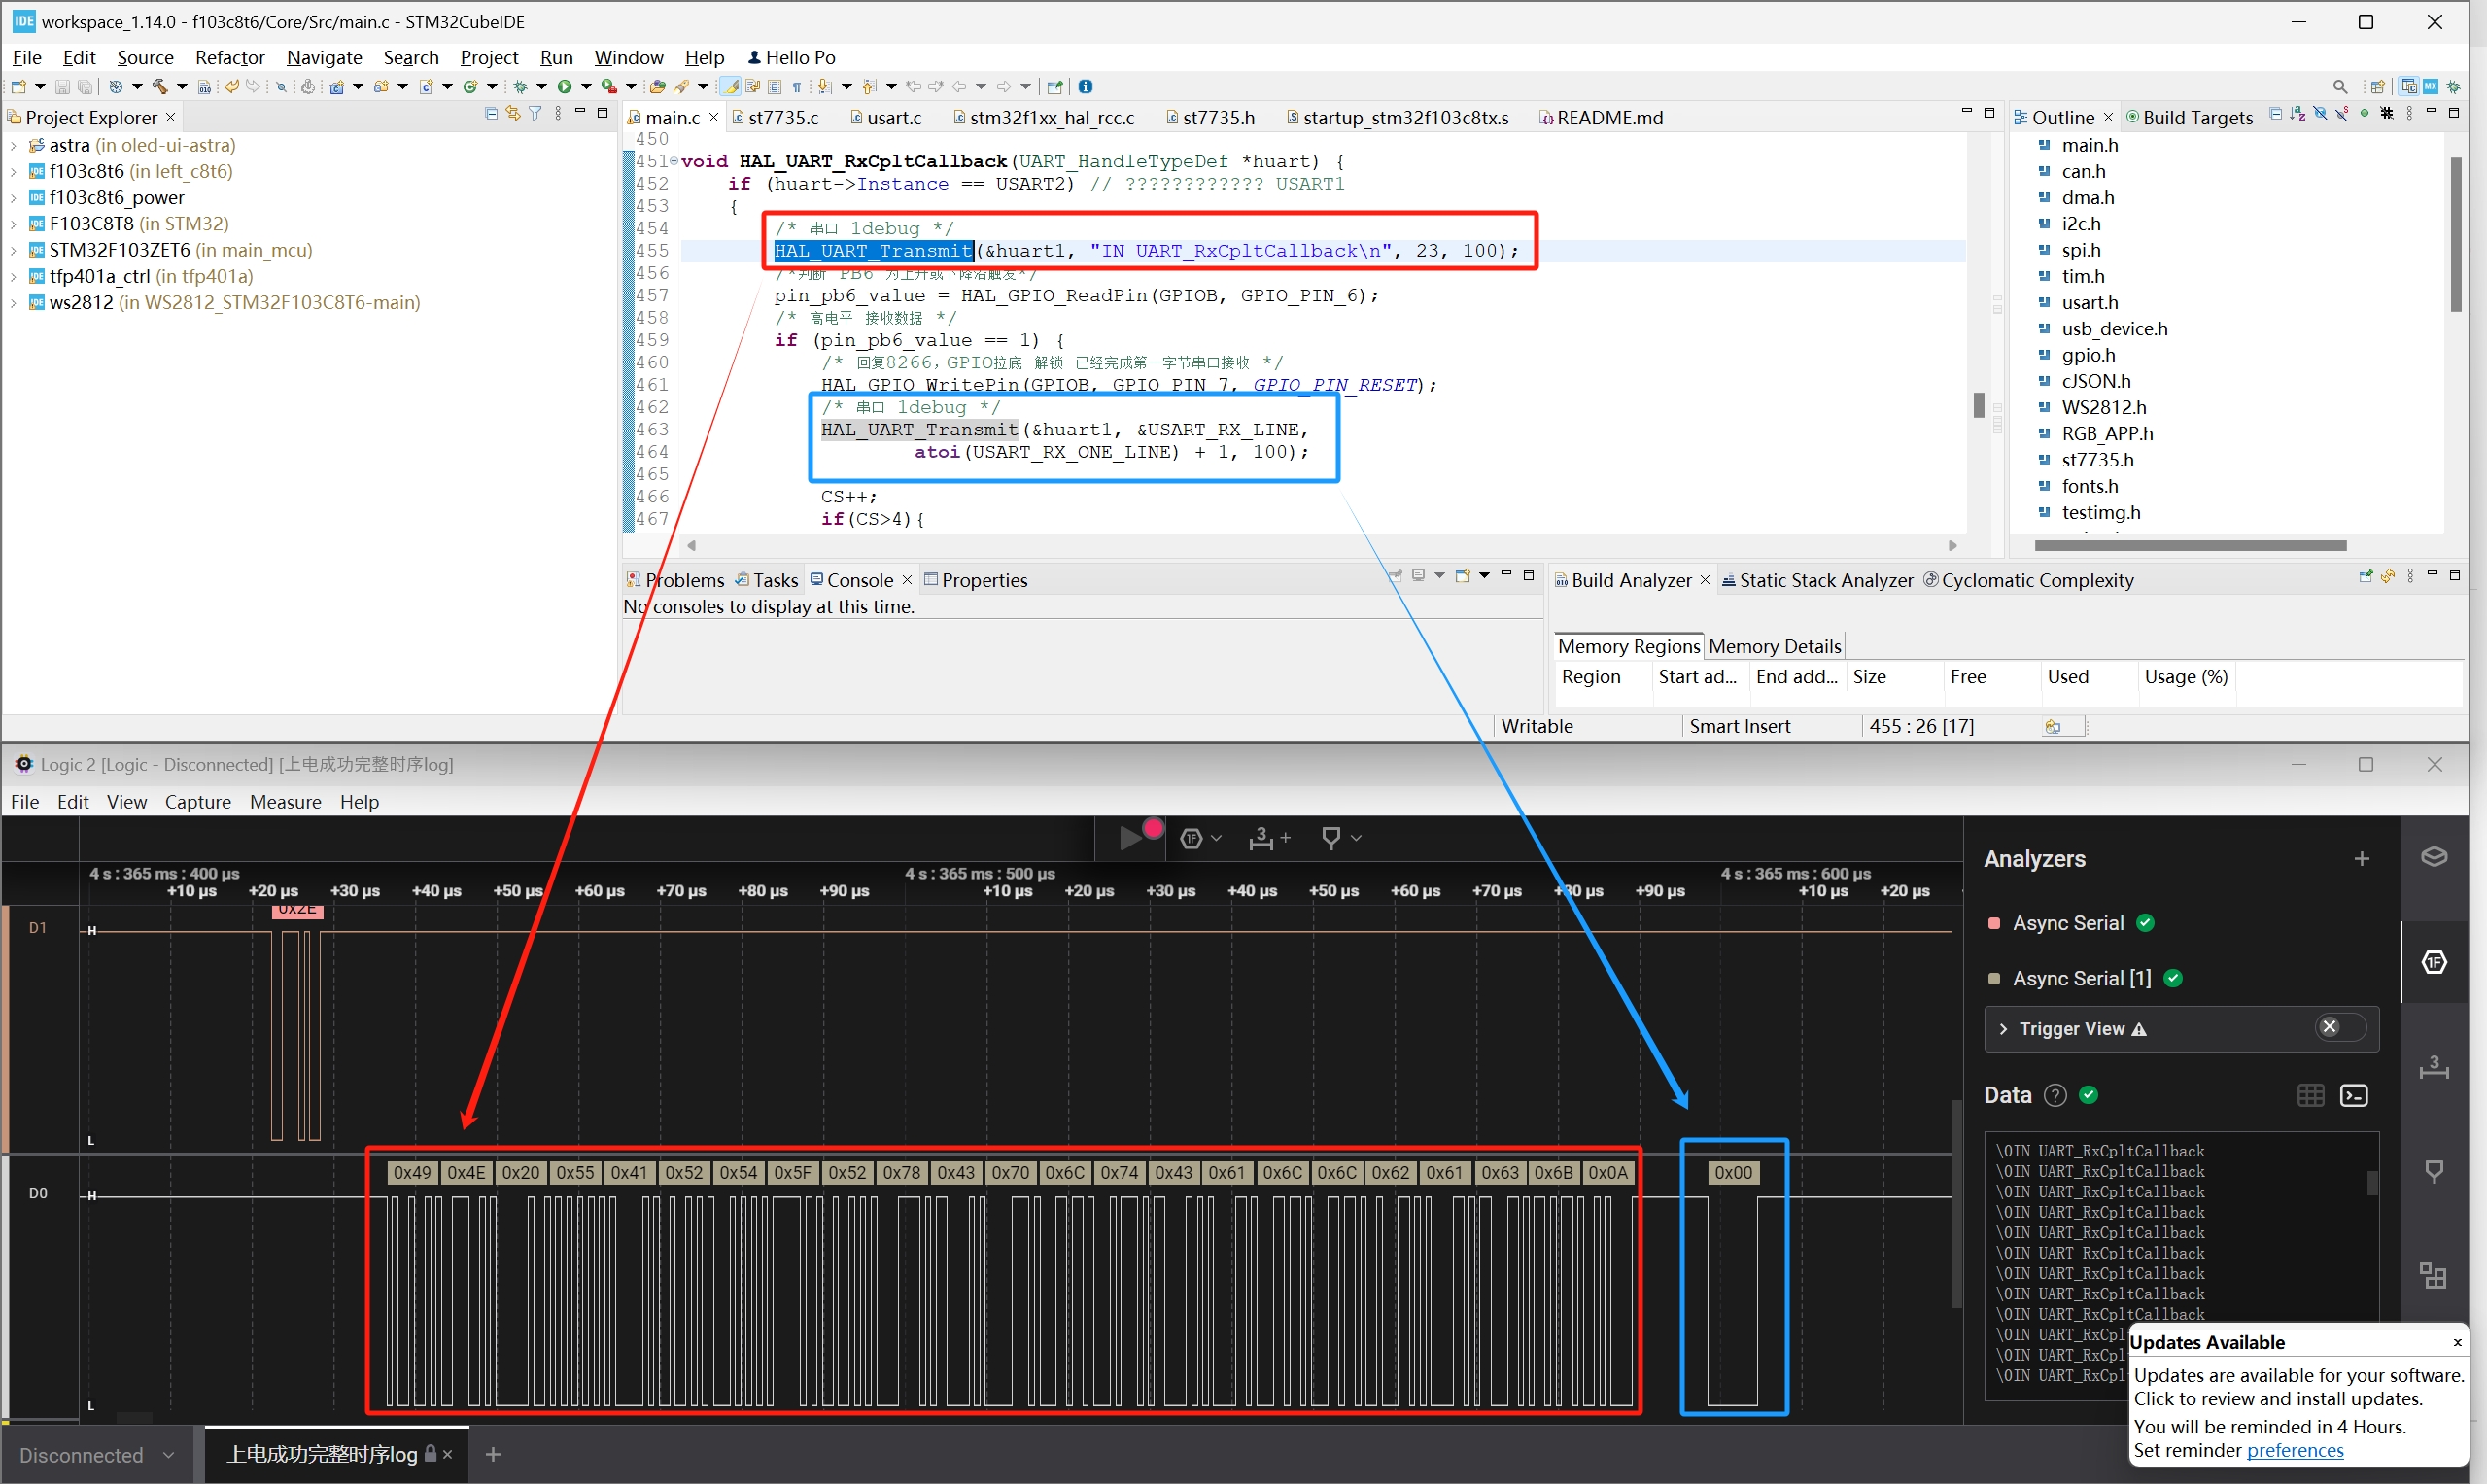 workspace_1.14.0 - f103c8t6/Core/Src/main.c - STM32CubeIDE
File Edit Source Refactor Navigate Search Project Run Window Help Hello Po
Project Explorer
astra (in oled-ui-astra)
f103c8t6 (in left_c8t6)
f103c8t6_power
F103C8T8 (in STM32)
STM32F103ZET6 (in main_mcu)
tfp401a_ctrl (in tfp401a)
ws2812 (in WS2812_STM32F103C8T6-main)
main.c st7735.c usart.c stm32f1xx_hal_rcc.c st7735.h startup_stm32f103c8tx.s README.md
450
451 void HAL_UART_RxCpltCallback(UART_HandleTypeDef *huart) {
452 if (huart->Instance == USART2) // ???????????? USART1
453 {
454 /* 串口 1debug */
455 HAL_UART_Transmit(&huart1, "IN UART_RxCpltCallback\n", 23, 100);
456 /*判断 PB6 为上升或下降沿触发*/
457 pin_pb6_value = HAL_GPIO_ReadPin(GPIOB, GPIO_PIN_6);
458 /* 高电平 接收数据 */
459 if (pin_pb6_value == 1) {
460 /* 回复8266，GPIO拉底 解锁 已经完成第一字节串口接收 */
461 HAL_GPIO_WritePin(GPIOB, GPIO_PIN_7, GPIO_PIN_RESET);
462 /* 串口 1debug */
463 HAL_UART_Transmit(&huart1, &USART_RX_LINE,
464 atoi(USART_RX_ONE_LINE) + 1, 100);
465
466 CS++;
467 if(CS>4){
Outline Build Targets
main.h
can.h
dma.h
i2c.h
spi.h
tim.h
usart.h
usb_device.h
gpio.h
cJSON.h
WS2812.h
RGB_APP.h
st7735.h
fonts.h
testimg.h
Problems Tasks Console Properties
No consoles to display at this time.
Build Analyzer Static Stack Analyzer Cyclomatic Complexity
Memory Regions Memory Details
Region Start ad... End add... Size Free Used Usage (%)
Writable Smart Insert 455 : 26 [17]
Logic 2 [Logic - Disconnected] [上电成功完整时序log]
File Edit View Capture Measure Help
4 s : 365 ms : 400 µs 4 s : 365 ms : 500 µs 4 s : 365 ms : 600 µs
+10 µs +20 µs +30 µs +40 µs +50 µs +60 µs +70 µs +80 µs +90 µs +10 µs +20 µs +30 µs +40 µs +50 µs +60 µs +70 µs +80 µs +90 µs +10 µs +20 µs
0x2E
D1 H
L
0x49 0x4E 0x20 0x55 0x41 0x52 0x54 0x5F 0x52 0x78 0x43 0x70 0x6C 0x74 0x43 0x61 0x6C 0x6C 0x62 0x61 0x63 0x6B 0x0A 0x00
D0 H
L
Analyzers
Async Serial
Async Serial [1]
Trigger View
Data
\0IN UART_RxCpltCallback
\0IN UART_RxCpltCallback
\0IN UART_RxCpltCallback
\0IN UART_RxCpltCallback
\0IN UART_RxCpltCallback
\0IN UART_RxCpltCallback
\0IN UART_RxCpltCallback
\0IN UART_RxCpltCallback
\0IN UART_RxCpltCallback
\0IN UART_RxCpl
\0IN UART_RxCpl
\0IN UART_RxCpl
Updates Available x
Updates are available for your software.
Click to review and install updates.
You will be reminded in 4 Hours.
Set reminder preferences
Disconnected 上电成功完整时序log